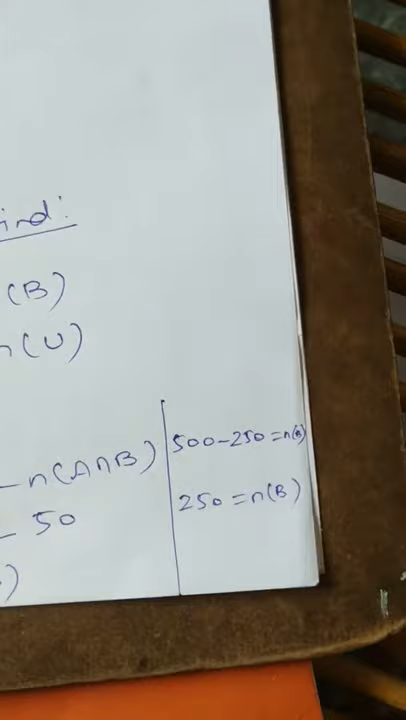 ind:
(B)
n(U)
- n(A∩B)
- 50
)
500-250 = n(B)
250 = n(B)